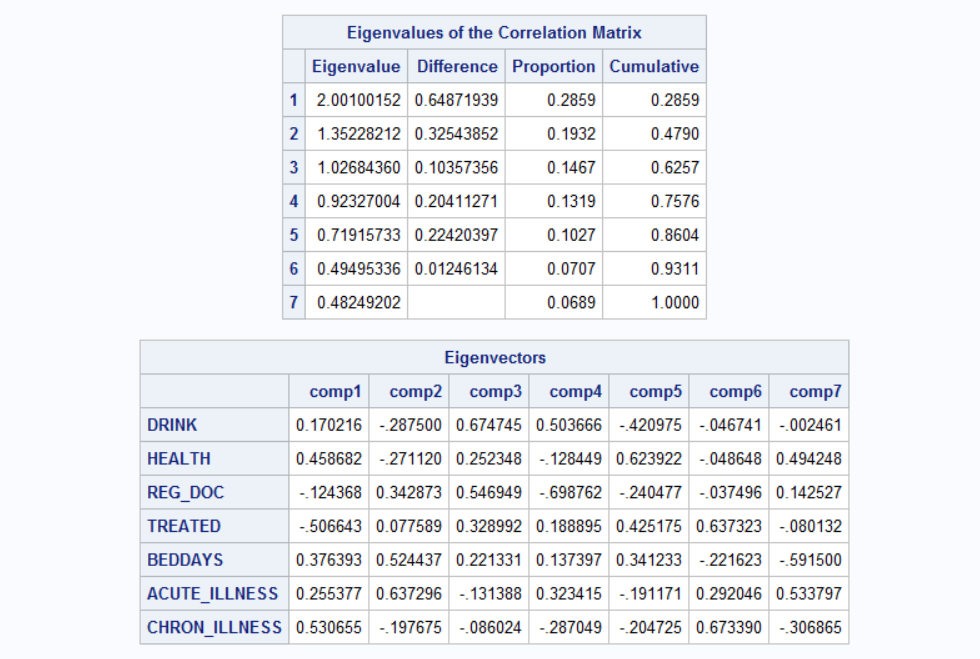 Eigenvalues of the Correlation Matrix
Eigenvalue Difference Proportion Cumulative
1 2.00100152 0.64871939 0.2859 0.2859
2 1.35228212 0.32543852 0.1932 0.4790
3 1.02684360 0.10357356 0.1467 0.6257
4 0.92327004 0.20411271 0.1319 0.7576
5 0.71915733 0.22420397 0.1027 0.8604
6 0.49495336 0.01246134 0.0707 0.9311
7 0.48249202 0.0689 1.0000
Eigenvectors
comp1 comp2 comp3 comp4 comp5 comp6 comp7
DRINK 0.170216 -.287500 0.674745 0.503666 -.420975 -.046741 -.002461
HEALTH 0.458682 -.271120 0.252348 -.128449 0.623922 -.048648 0.494248
REG_DOC -.124368 0.342873 0.546949 -.698762 -.240477 -.037496 0.142527
TREATED -.506643 0.077589 0.328992 0.188895 0.425175 0.637323 -.080132
BEDDAYS 0.376393 0.524437 0.221331 0.137397 0.341233 -.221623 -.591500
ACUTE_ILLNESS 0.255377 0.637296 -.131388 0.323415 -.191171 0.292046 0.533797
CHRON_ILLNESS 0.530655 -.197675 -.086024 -.287049 -.204725 0.673390 -.306865